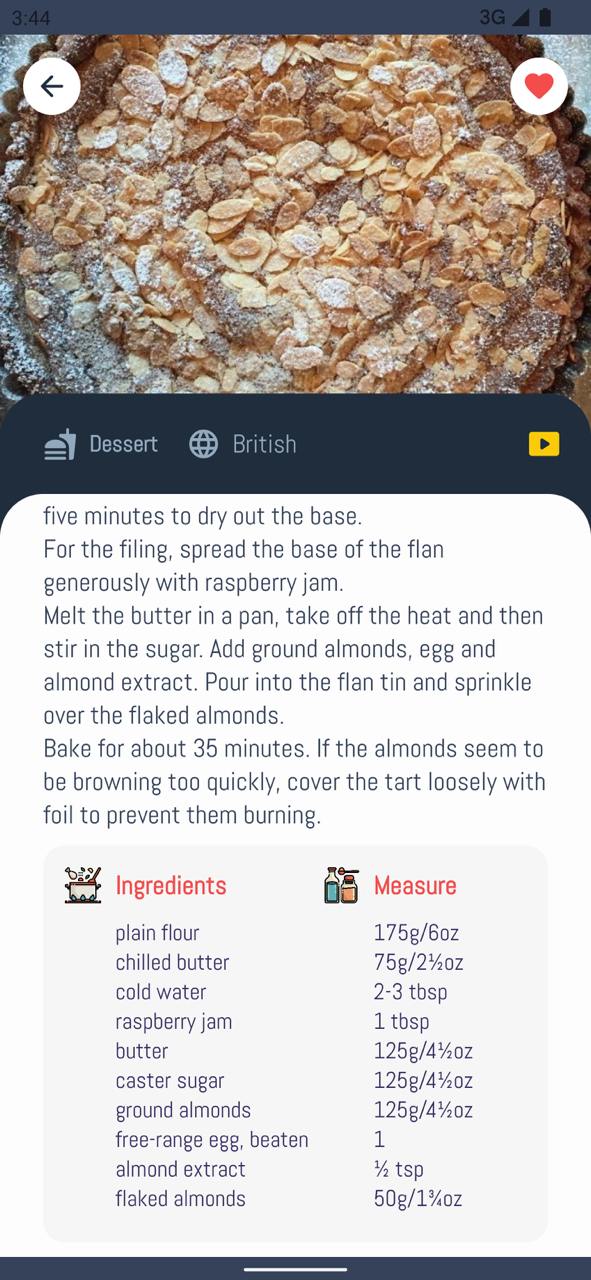 3:44
3G
Dessert
British
five minutes to dry out the base.
For the filing, spread the base of the flan
generously with raspberry jam.
Melt the butter in a pan, take off the heat and then
stir in the sugar. Add ground almonds, egg and
almond extract. Pour into the flan tin and sprinkle
over the flaked almonds.
Bake for about 35 minutes. If the almonds seem to
be browning too quickly, cover the tart loosely with
foil to prevent them burning.
Ingredients Measure
plain flour 175g/6oz
chilled butter 75g/2½oz
cold water 2-3 tbsp
raspberry jam 1 tbsp
butter 125g/4½oz
caster sugar 125g/4½oz
ground almonds 125g/4½oz
free-range egg, beaten 1
almond extract ½ tsp
flaked almonds 50g/1¾oz